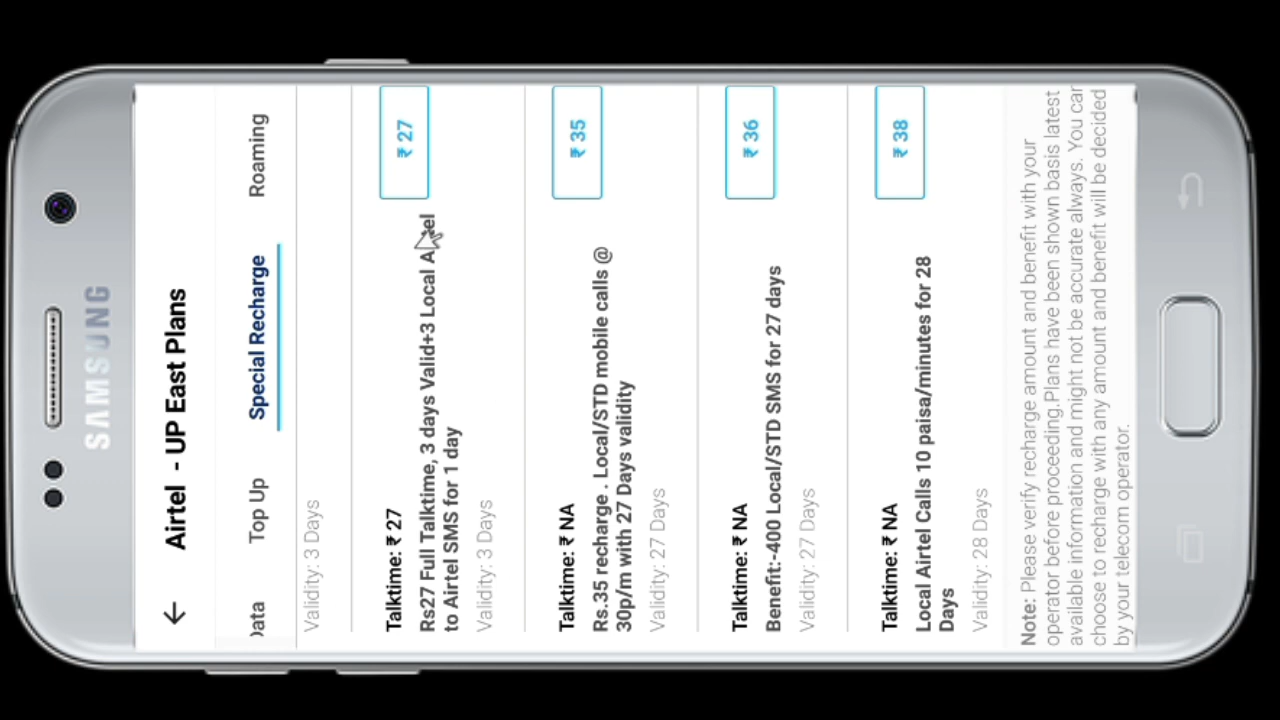 SAMSUNG
Airtel - UP East Plans
Data
Top Up
Special Recharge
Roaming
Validity: 3 Days
Talktime: ₹ 27
₹ 27
Rs27 Full Talktime, 3 days Valid+3 Local Airtel
to Airtel SMS for 1 day
Validity: 3 Days
Talktime: ₹ NA
₹ 35
Rs.35 recharge . Local/STD mobile calls @
30p/m with 27 Days validity
Validity: 27 Days
Talktime: ₹ NA
₹ 36
Benefit:-400 Local/STD SMS for 27 days
Validity: 27 Days
Talktime: ₹ NA
₹ 38
Local Airtel Calls 10 paisa/minutes for 28
Days
Validity: 28 Days
Note: Please verify recharge amount and benefit with your
operator before proceeding.Plans have been shown basis latest
available information and might not be accurate always. You can
choose to recharge with any amount and benefit will be decided
by your telecom operator.